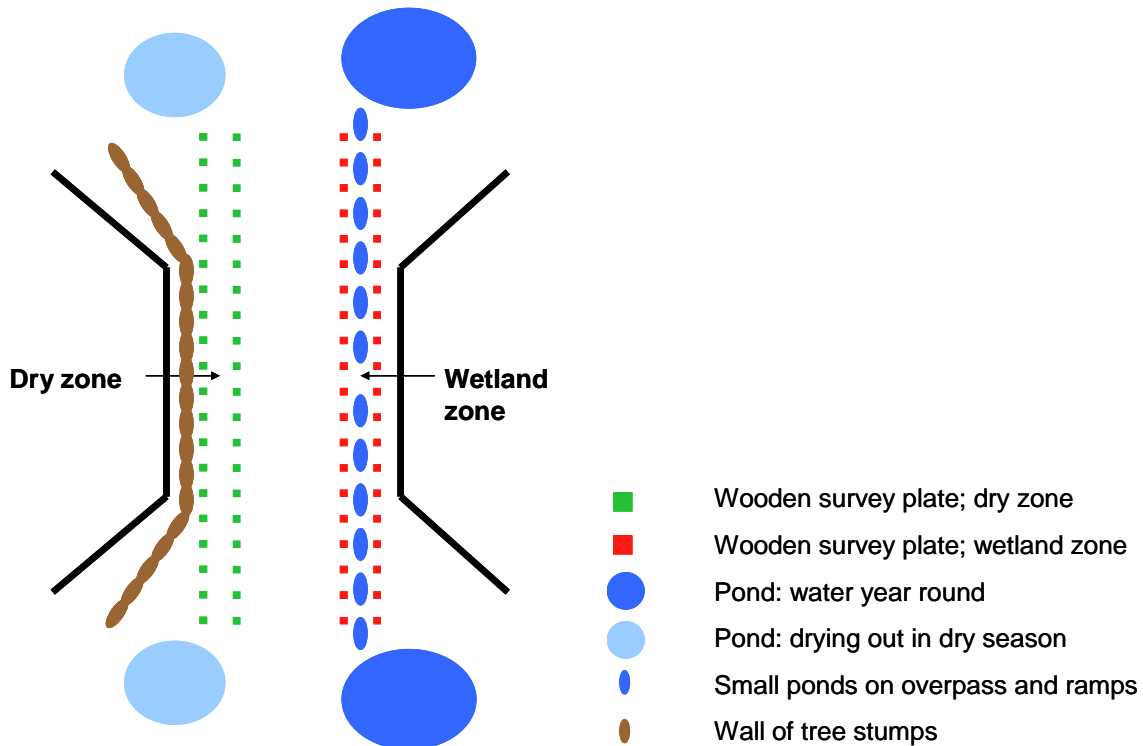 Dry zone
Wetland
zone
Wooden survey plate; dry zone
Wooden survey plate; wetland zone
Pond: water year round
Pond: drying out in dry season
Small ponds on overpass and ramps
Wall of tree stumps